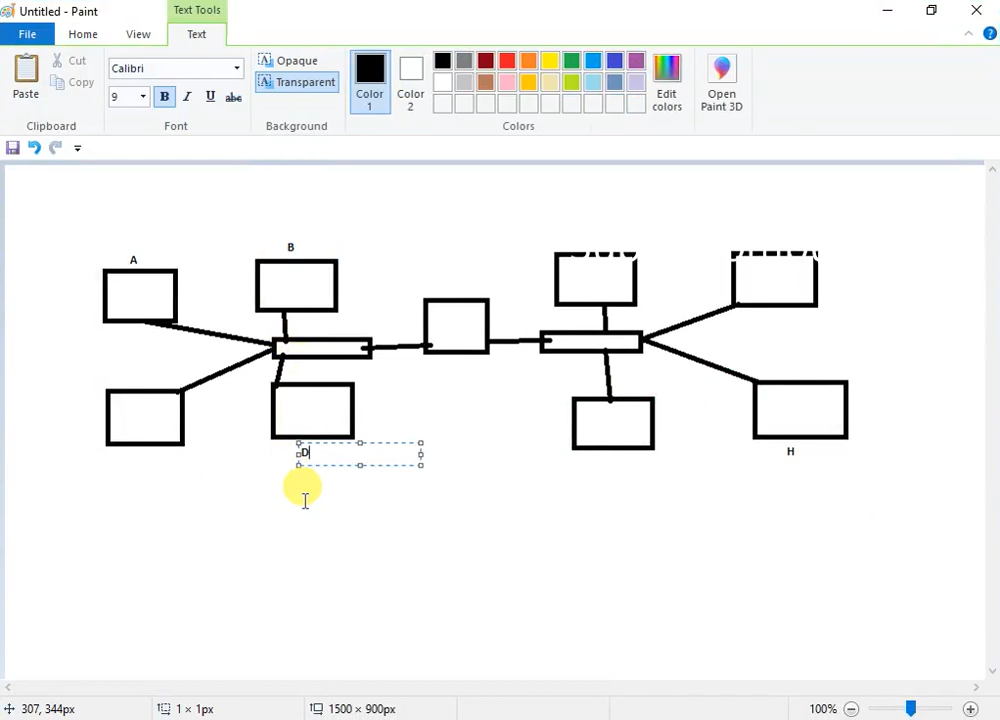 Untitled - Paint
Text Tools
File
Home
View
Text
Cut
Copy
Paste
Clipboard
Calibri
9
B I U abc
Font
Opaque
Transparent
Background
Color 1
Color 2
Edit colors
Colors
Open Paint 3D
A
B
D
H
307, 344px
1 × 1px
1500 × 900px
100%